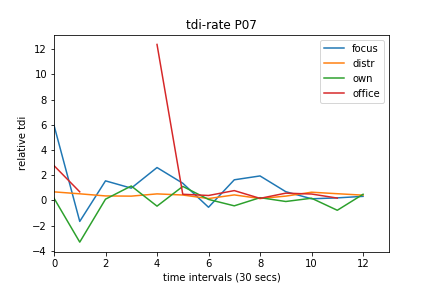 tdi-rate P07
12
10
8
6
4
2
0
−2
−4
relative tdi
focus
distr
own
office
0 2 4 6 8 10 12
time intervals (30 secs)